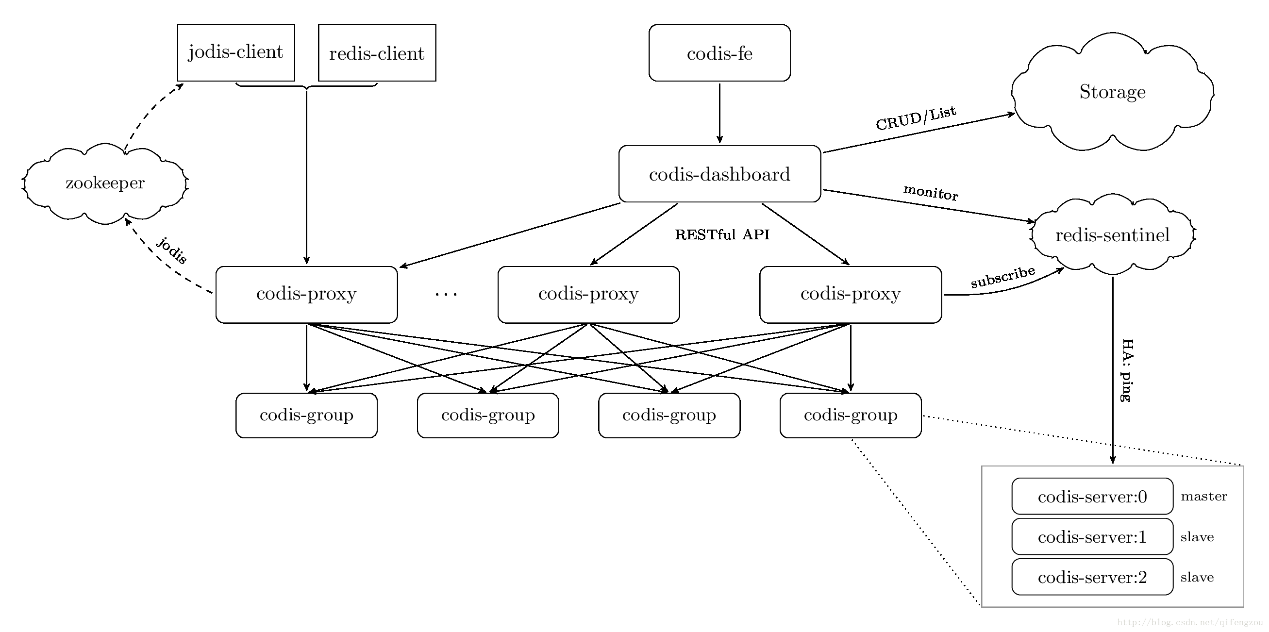 jodis-client
redis-client
codis-fe
Storage
CRUD/List
zookeeper
codis-dashboard
monitor
jodis
RESTful API
redis-sentinel
subscribe
codis-proxy
...
codis-proxy
codis-proxy
HA: ping
codis-group
codis-group
codis-group
codis-group
codis-server:0 master
codis-server:1 slave
codis-server:2 slave